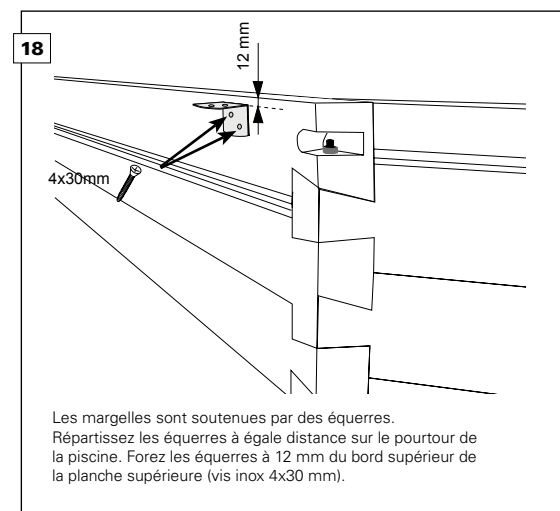 18
12 mm
4x30mm
Les margelles sont soutenues par des équerres.
Répartissez les équerres à égale distance sur le pourtour de
la piscine. Forez les équerres à 12 mm du bord supérieur de
la planche supérieure (vis inox 4x30 mm).